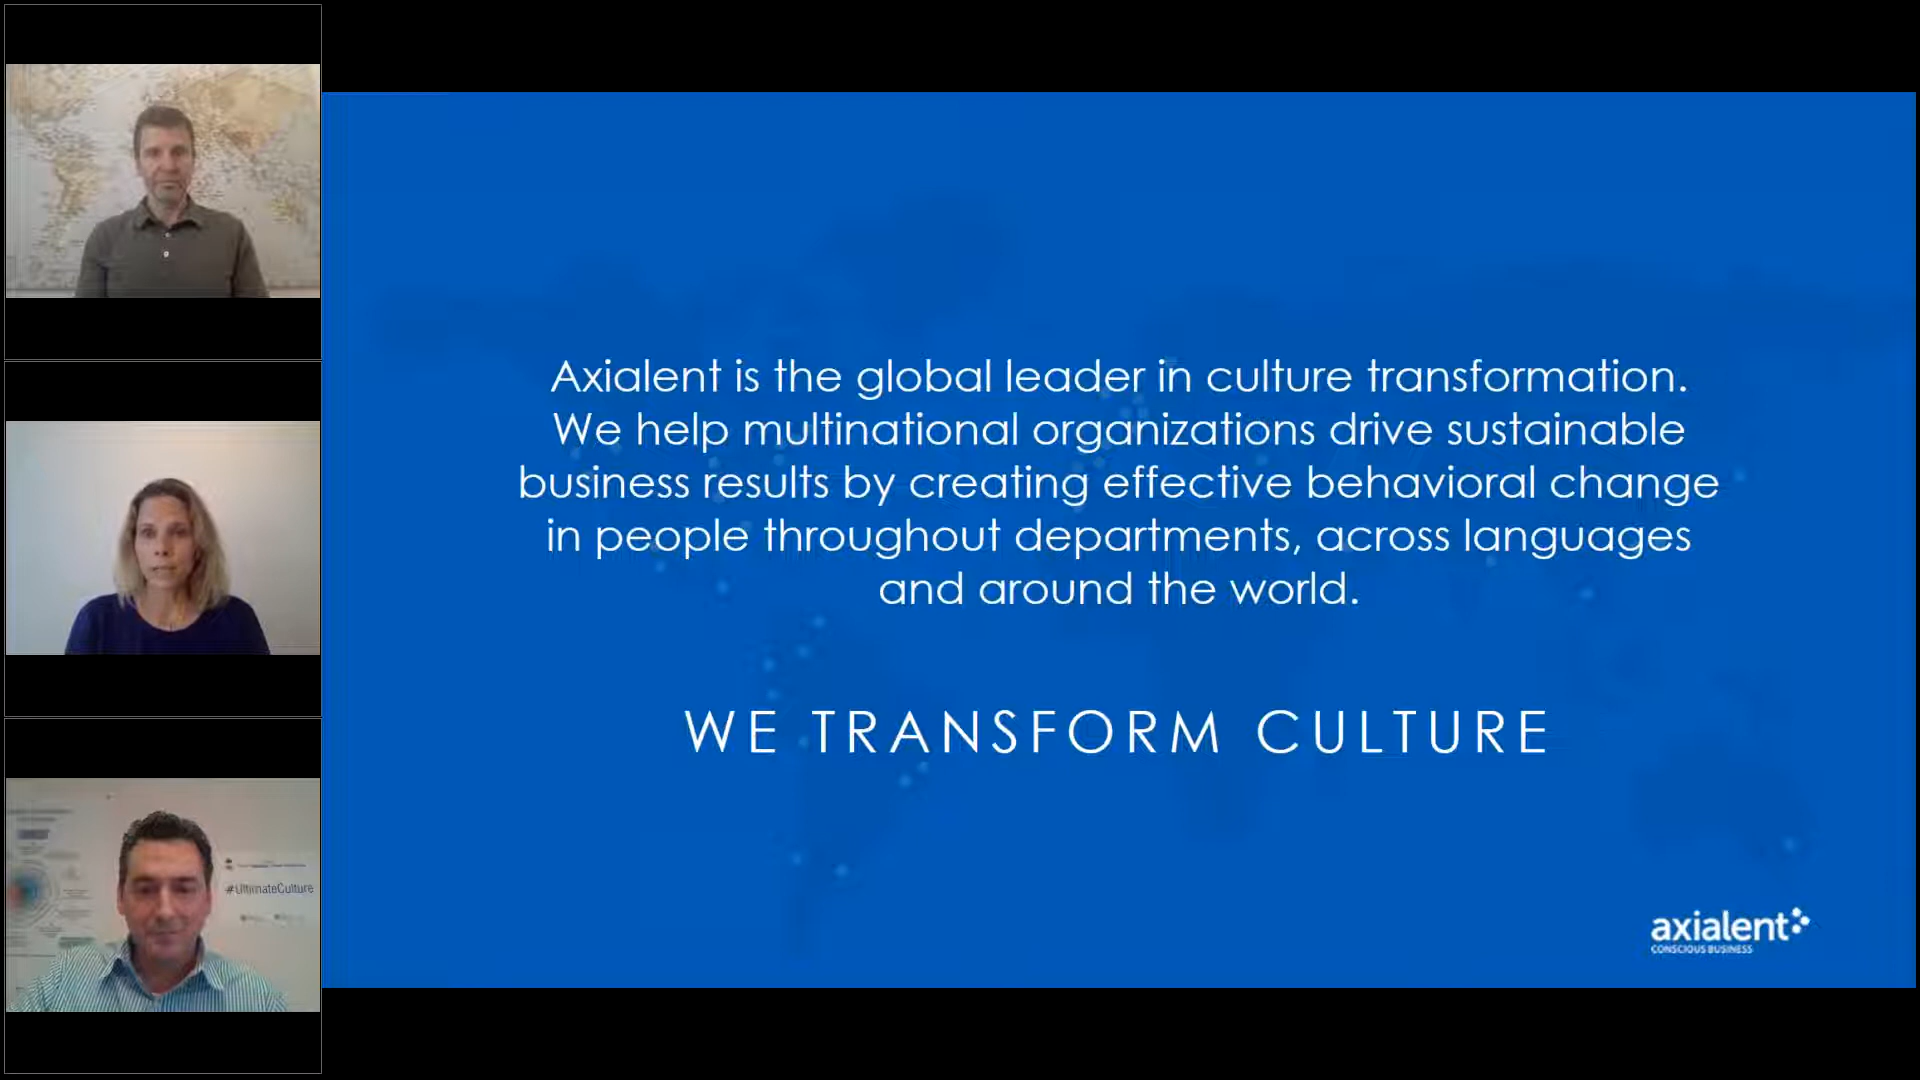 #UltimateCulture
Axialent is the global leader in culture transformation.
We help multinational organizations drive sustainable
business results by creating effective behavioral change
in people throughout departments, across languages
and around the world.
WE TRANSFORM CULTURE
axialent
CONSCIOUS BUSINESS